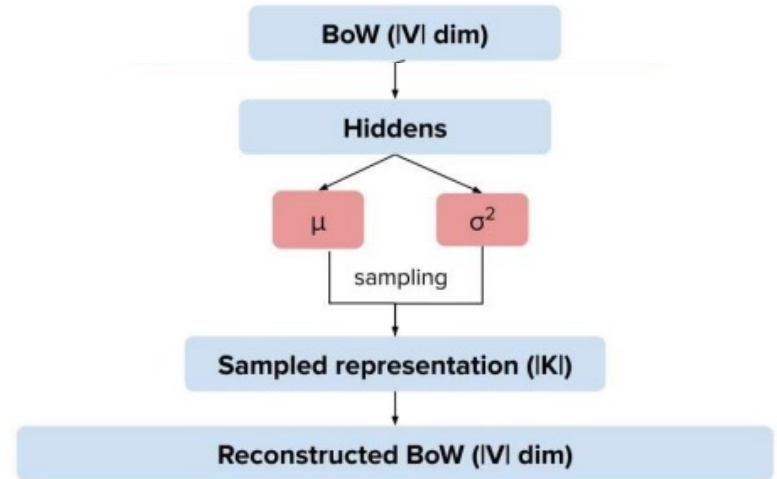 BoW (|V| dim)
Hiddens
μ
σ²
sampling
Sampled representation (|K|)
Reconstructed BoW (|V| dim)